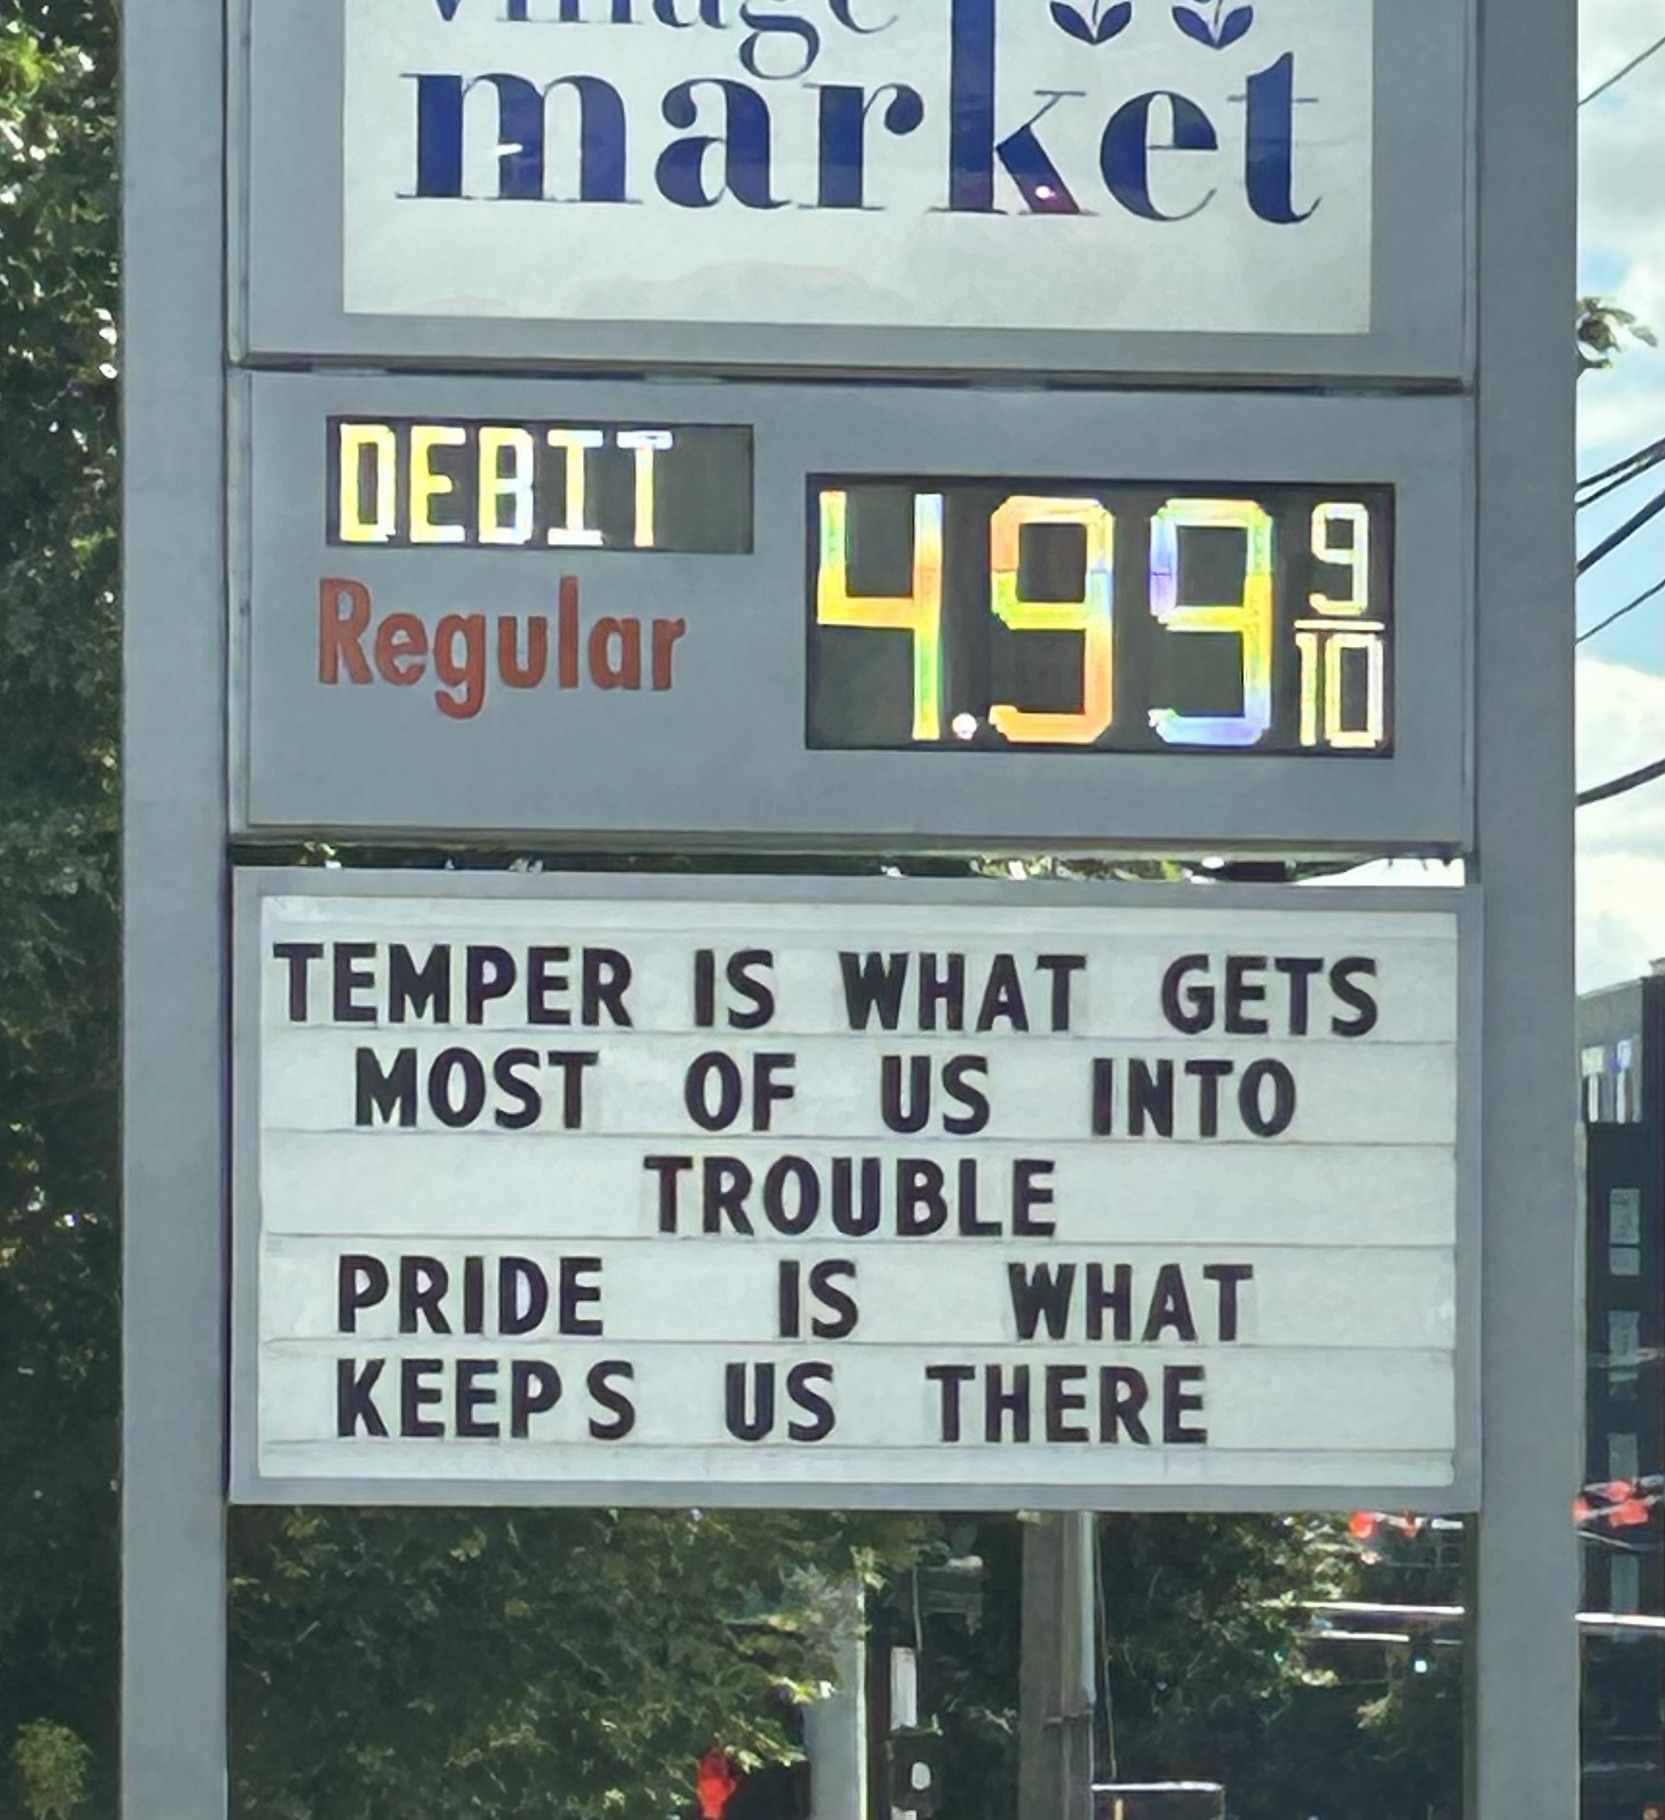 village
market
DEBIT
Regular
4.99 9/10
TEMPER IS WHAT GETS
MOST OF US INTO
TROUBLE
PRIDE IS WHAT
KEEPS US THERE